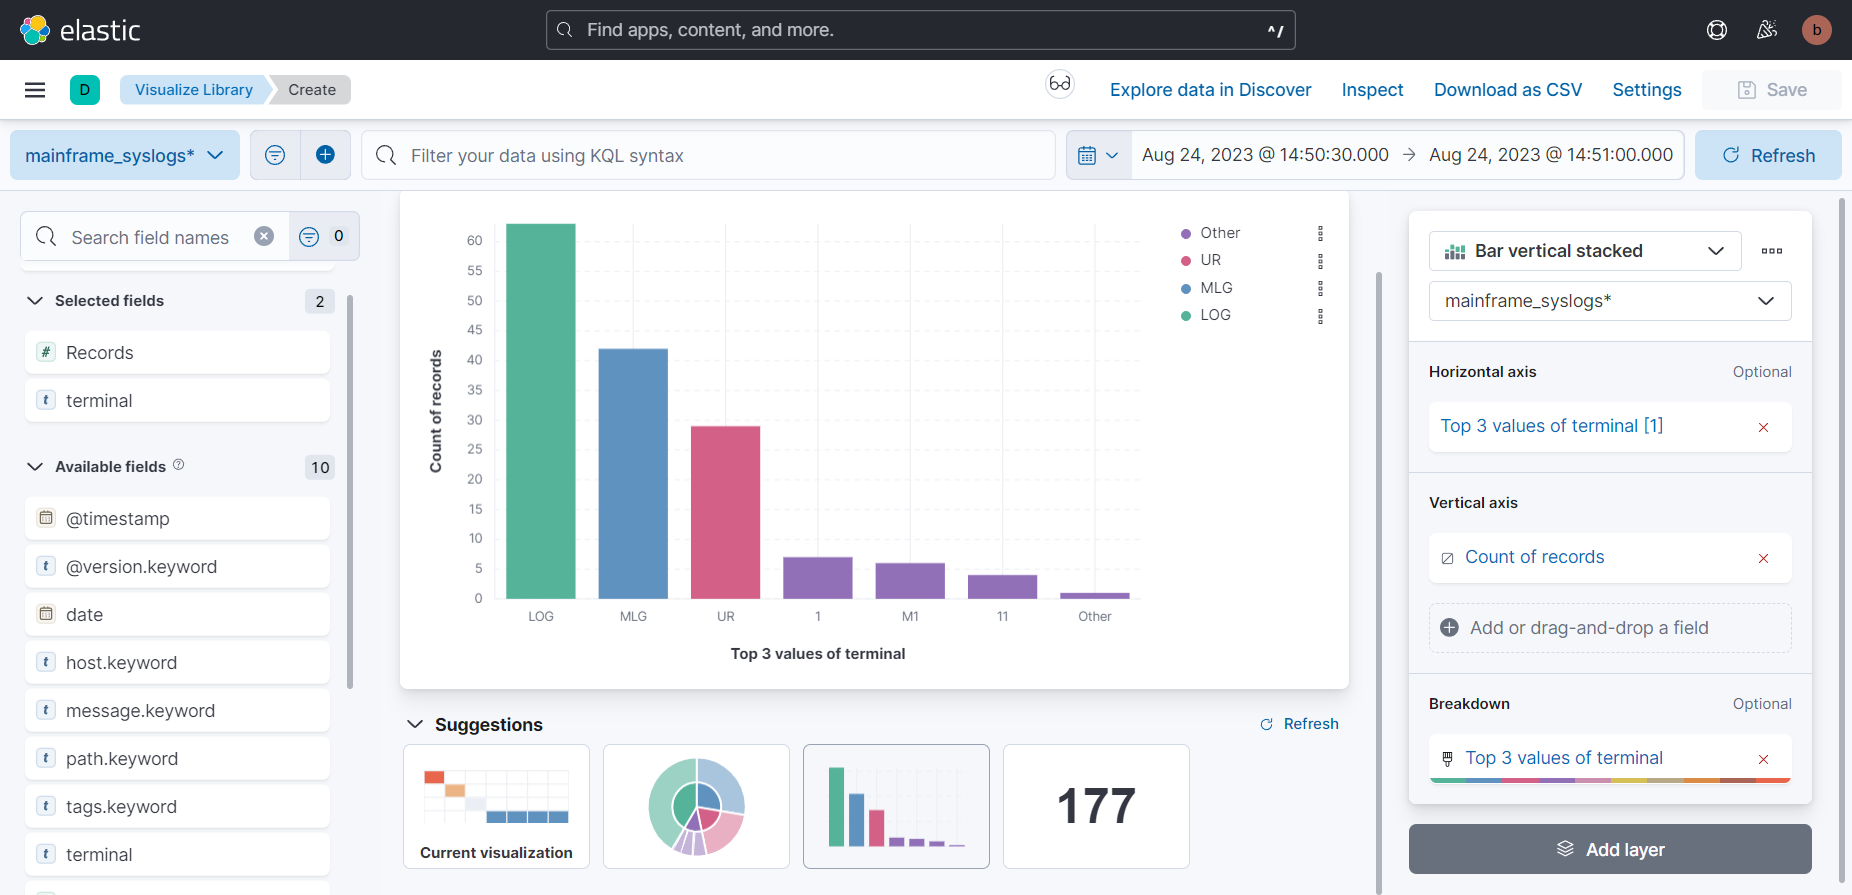 elastic
Find apps, content, and more.
^/
b
D
Visualize Library
Create
Explore data in Discover
Inspect
Download as CSV
Settings
Save
mainframe_syslogs*
Filter your data using KQL syntax
Aug 24, 2023 @ 14:50:30.000 → Aug 24, 2023 @ 14:51:00.000
Refresh
Search field names
0
Selected fields
2
# Records
t terminal
Available fields
10
@timestamp
t @version.keyword
date
t host.keyword
t message.keyword
t path.keyword
t tags.keyword
t terminal
Count of records
60
55
50
45
40
35
30
25
20
15
10
5
0
LOG
MLG
UR
1
M1
11
Other
Top 3 values of terminal
Other
UR
MLG
LOG
Suggestions
Refresh
Current visualization
177
Bar vertical stacked
mainframe_syslogs*
Horizontal axis
Optional
Top 3 values of terminal [1]
Vertical axis
Count of records
Add or drag-and-drop a field
Breakdown
Optional
Top 3 values of terminal
Add layer